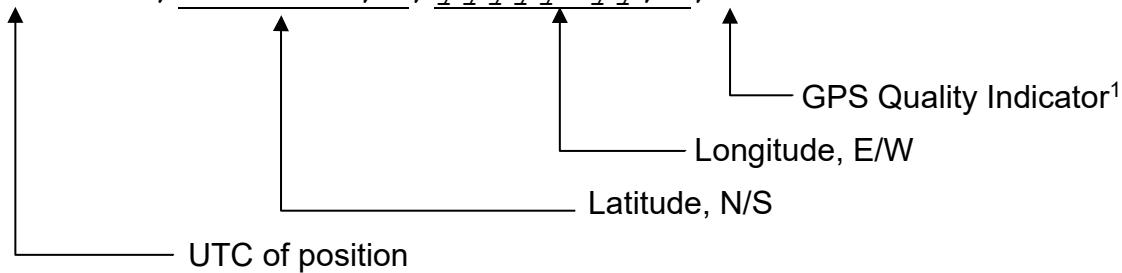 GPS Quality Indicator¹
Longitude, E/W
Latitude, N/S
UTC of position